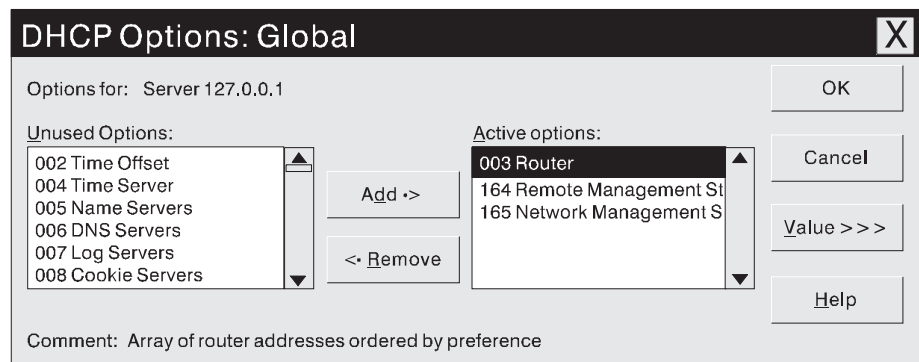 DHCP Options: Global
X
Options for: Server 127.0.0.1
OK
Unused Options:
Active options:
002 Time Offset
004 Time Server
005 Name Servers
006 DNS Servers
007 Log Servers
008 Cookie Servers
Add ·>
<· Remove
003 Router
164 Remote Management St
165 Network Management S
Cancel
Value >>>
Help
Comment: Array of router addresses ordered by preference